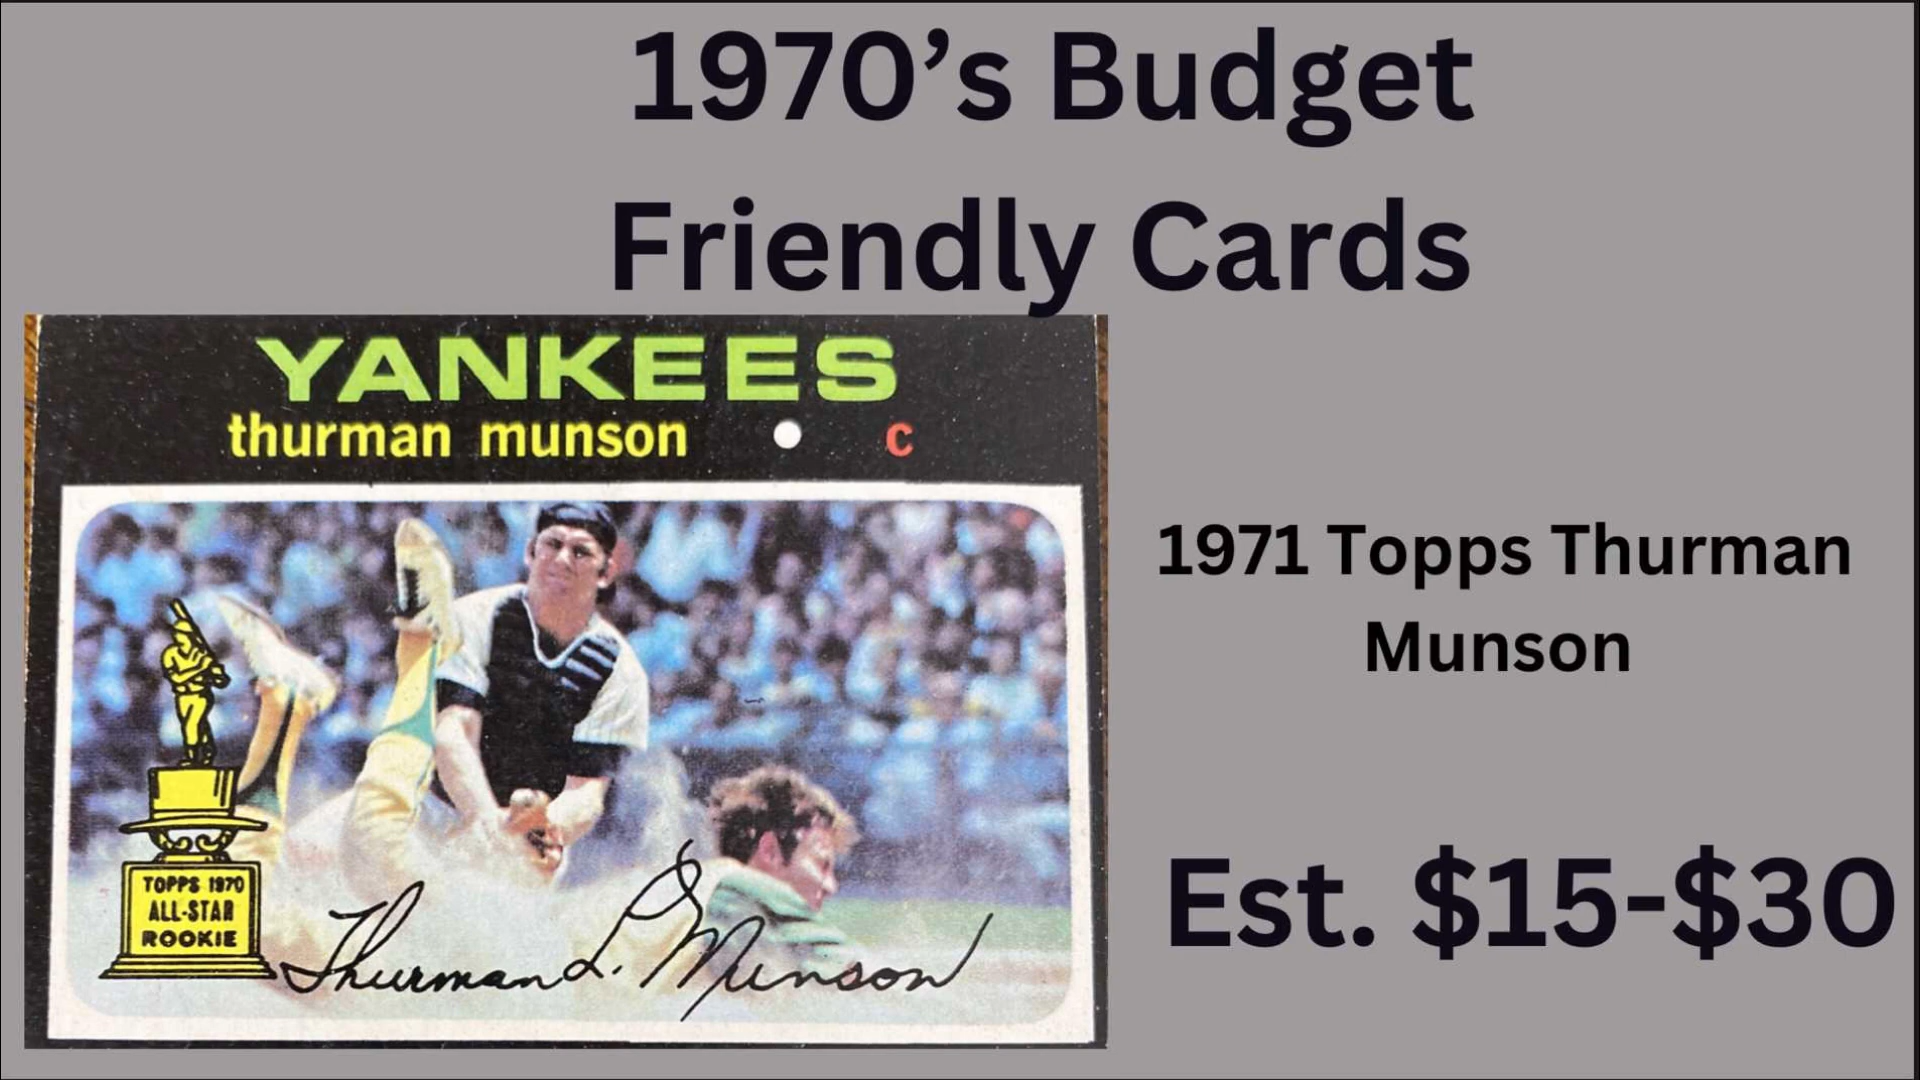 1970’s Budget
Friendly Cards
YANKEES
thurman munson • c
TOPPS 1970
ALL-STAR
ROOKIE
Thurman L. Munson
1971 Topps Thurman
Munson
Est. $15-$30